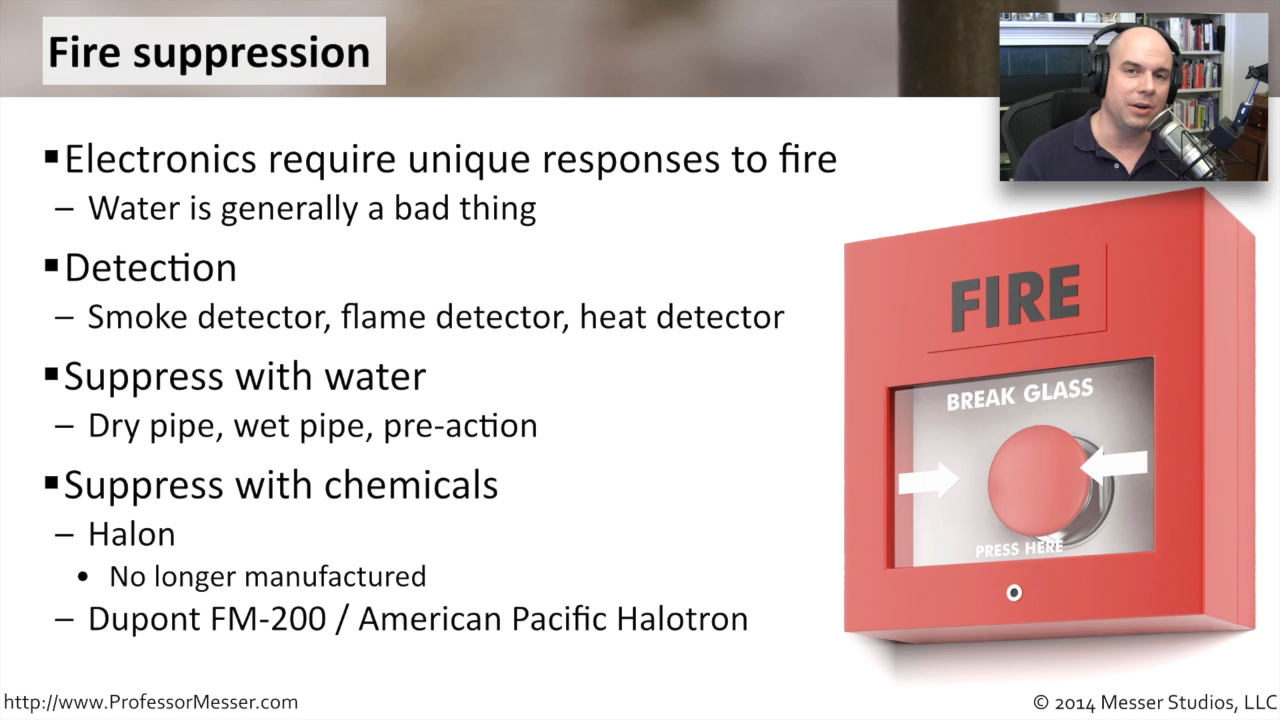 Fire suppression
▪Electronics require unique responses to fire
– Water is generally a bad thing
▪Detection
– Smoke detector, flame detector, heat detector
▪Suppress with water
– Dry pipe, wet pipe, pre-action
▪Suppress with chemicals
– Halon
• No longer manufactured
– Dupont FM-200 / American Pacific Halotron
FIRE
BREAK GLASS
PRESS HERE
http://www.ProfessorMesser.com
© 2014 Messer Studios, LLC